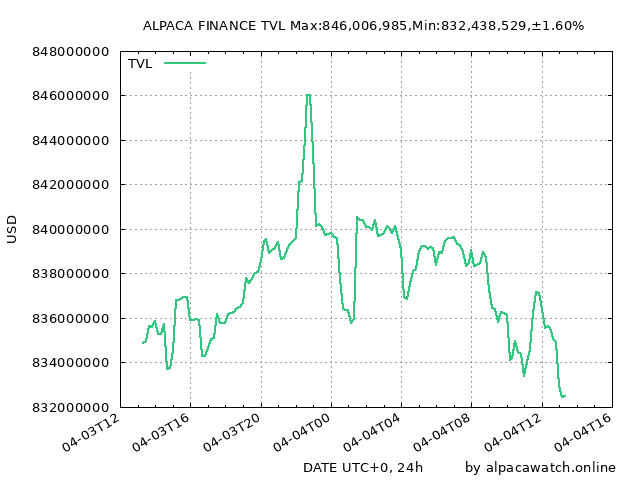 ALPACA FINANCE TVL Max:846,006,985,Min:832,438,529,±1.60%
TVL
848000000
846000000
844000000
842000000
840000000
838000000
836000000
834000000
832000000
USD
04-03T12
04-03T16
04-03T20
04-04T00
04-04T04
04-04T08
04-04T12
04-04T16
DATE UTC+0, 24h
by alpacawatch.online